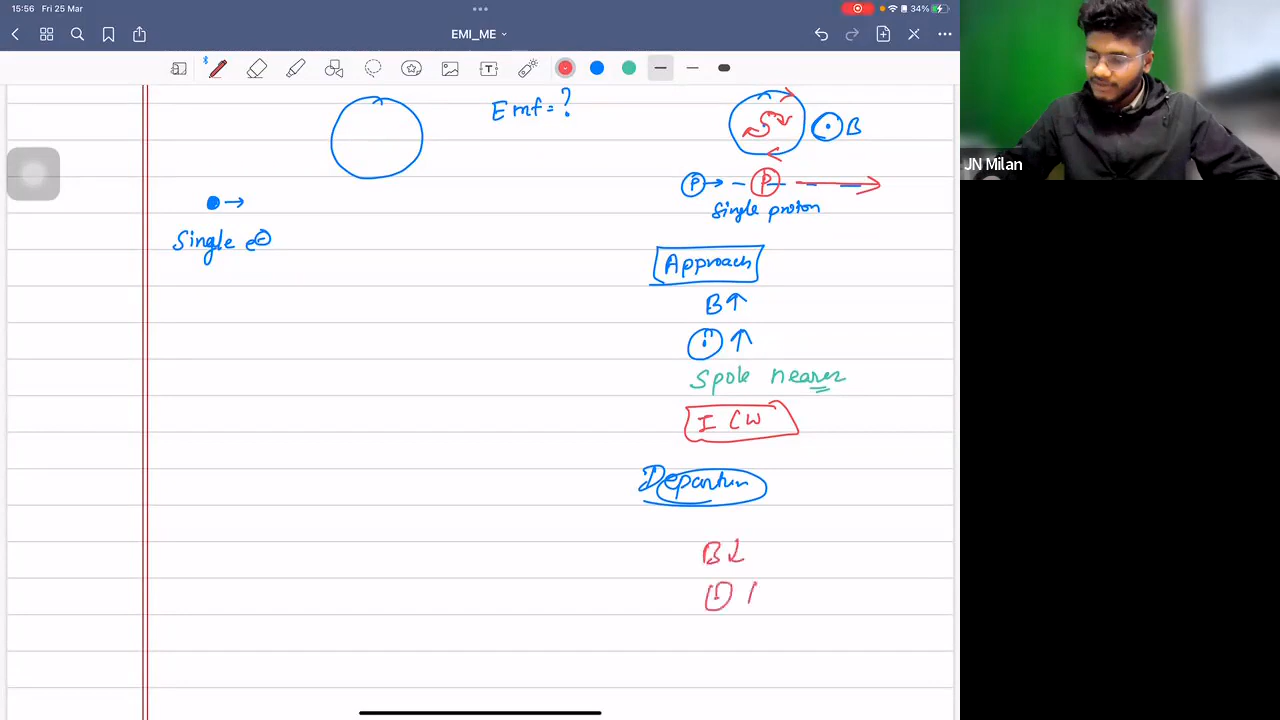 15:56 Fri 25 Mar
34%
EMI_ME
T
Emf = ?
S
B
P
P
Single proton
Single e
Approach
B↑
↑
S pole nearer
I CW
Departure
B↓
JN Milan